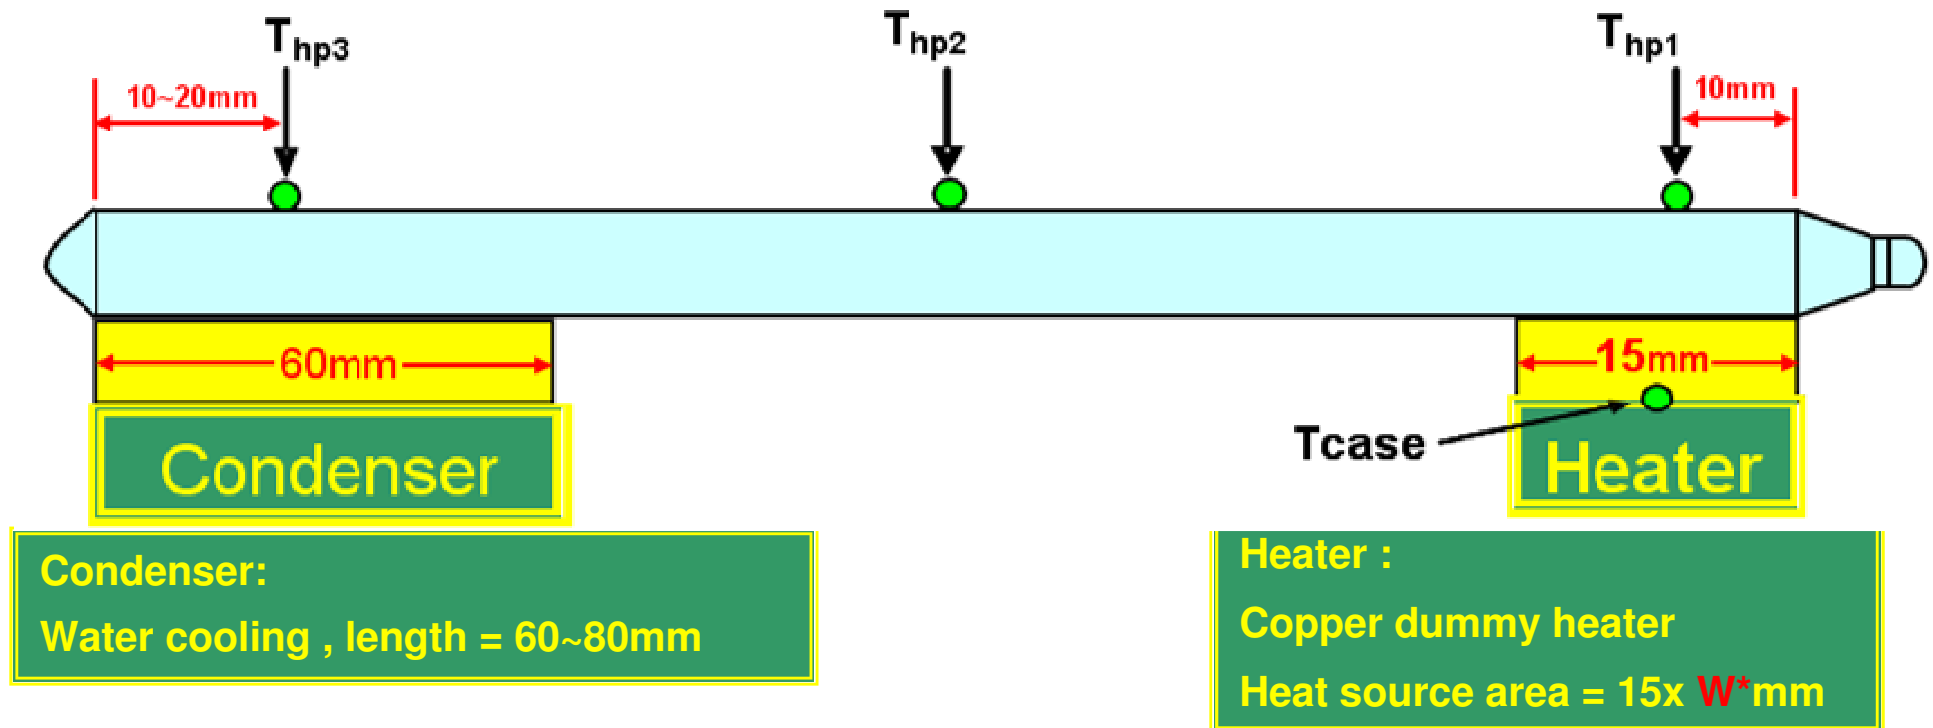 Thp3
Thp2
Thp1
10~20mm
10mm
60mm
15mm
Tcase
Condenser
Heater
Condenser:
Water cooling , length = 60~80mm
Heater :
Copper dummy heater
Heat source area = 15x W*mm